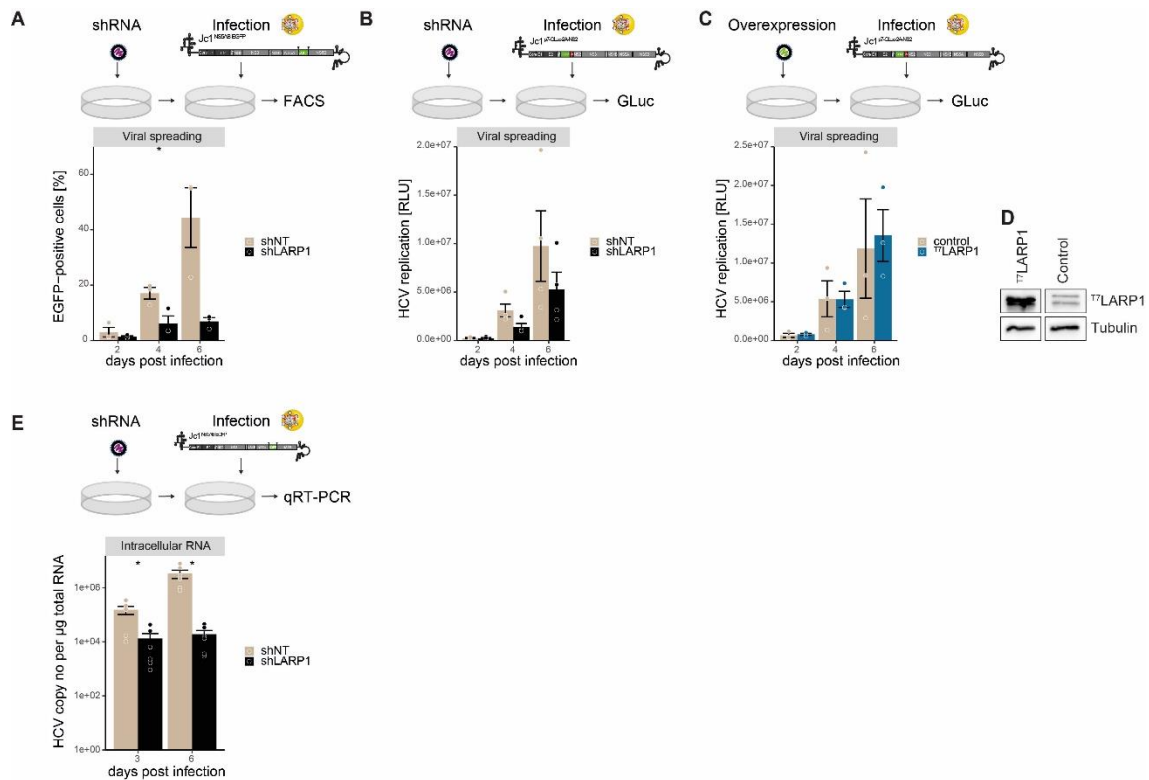 A
shRNA
Infection
Jc1
FACS
Viral spreading
*
EGFP-positive cells [%]
60
40
20
0
2
4
6
days post infection
shNT
shLARP1
B
shRNA
Infection
Jc1
GLuc
Viral spreading
HCV replication [RLU]
2.0e+07
1.5e+07
1.0e+07
5.0e+06
0.0e+00
2
4
6
days post infection
shNT
shLARP1
C
Overexpression
Infection
Jc1
GLuc
Viral spreading
HCV replication [RLU]
2.5e+07
2.0e+07
1.5e+07
1.0e+07
5.0e+06
0.0e+00
2
4
6
days post infection
control
T7LARP1
D
T7LARP1
Control
T7LARP1
Tubulin
E
shRNA
Infection
Jc1
qRT-PCR
Intracellular RNA
* *
HCV copy no per µg total RNA
1e+06
1e+04
1e+02
1e+00
3
6
days post infection
shNT
shLARP1